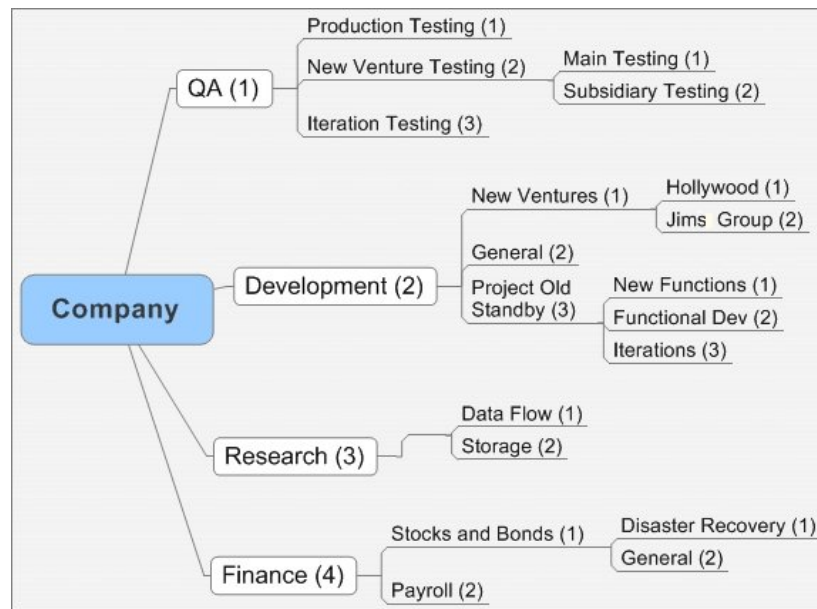 Company
QA (1)
Production Testing (1)
New Venture Testing (2)
Main Testing (1)
Subsidiary Testing (2)
Iteration Testing (3)
Development (2)
New Ventures (1)
Hollywood (1)
Jims Group (2)
General (2)
Project Old
Standby (3)
New Functions (1)
Functional Dev (2)
Iterations (3)
Research (3)
Data Flow (1)
Storage (2)
Finance (4)
Stocks and Bonds (1)
Disaster Recovery (1)
General (2)
Payroll (2)